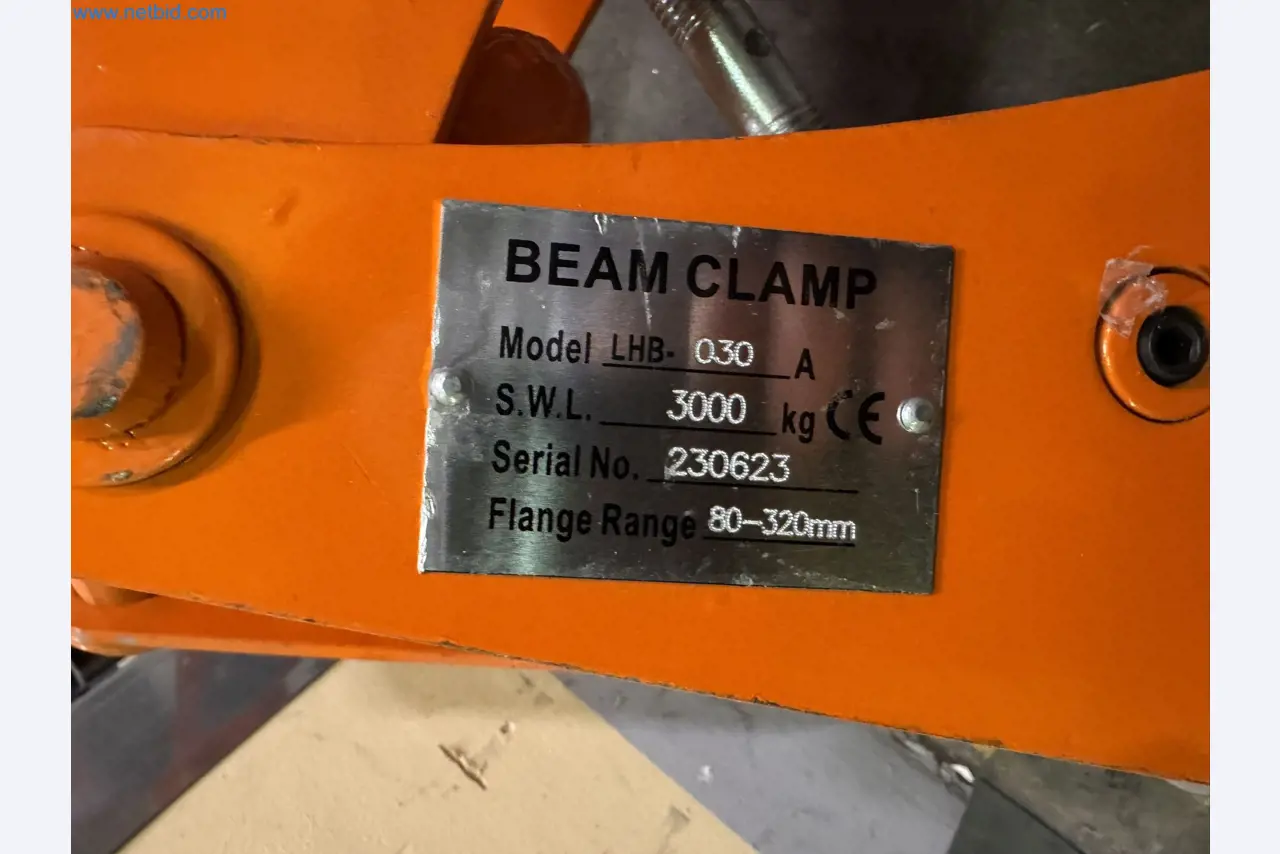 www.netbid.com
BEAM CLAMP
Model LHB- 030 A
S.W.L. 3000 kg CE
Serial No. 230623
Flange Range 80-320mm